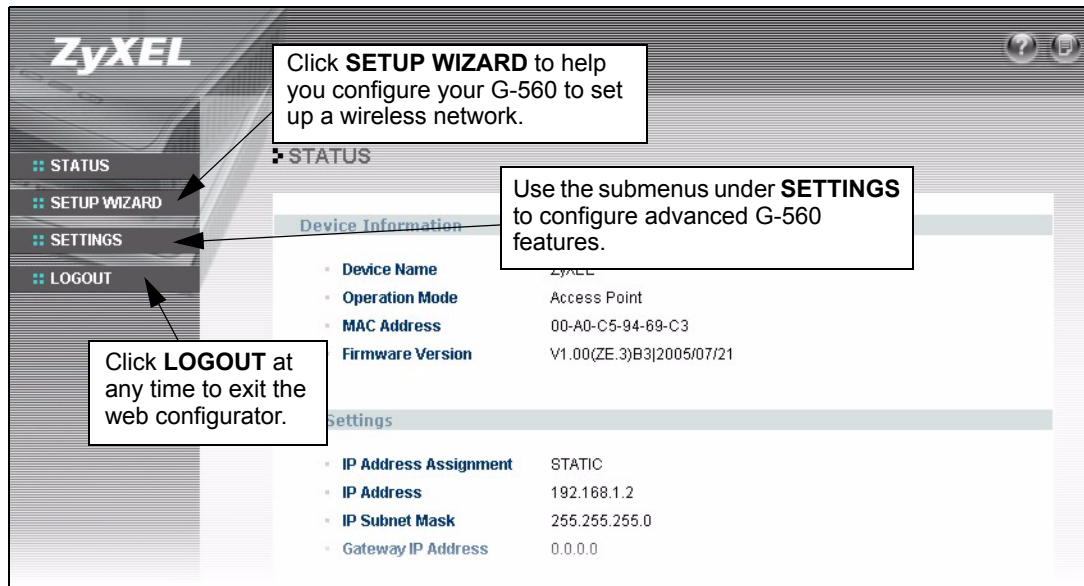 ZyXEL
Click SETUP WIZARD to help
you configure your G-560 to set
up a wireless network.
STATUS
STATUS
SETUP WIZARD
SETTINGS
LOGOUT
Use the submenus under SETTINGS
to configure advanced G-560
features.
Device Information
Device Name ZyXEL
Operation Mode Access Point
MAC Address 00-A0-C5-94-69-C3
Firmware Version V1.00(ZE.3)B3|2005/07/21
Click LOGOUT at
any time to exit the
web configurator.
Settings
IP Address Assignment STATIC
IP Address 192.168.1.2
IP Subnet Mask 255.255.255.0
Gateway IP Address 0.0.0.0